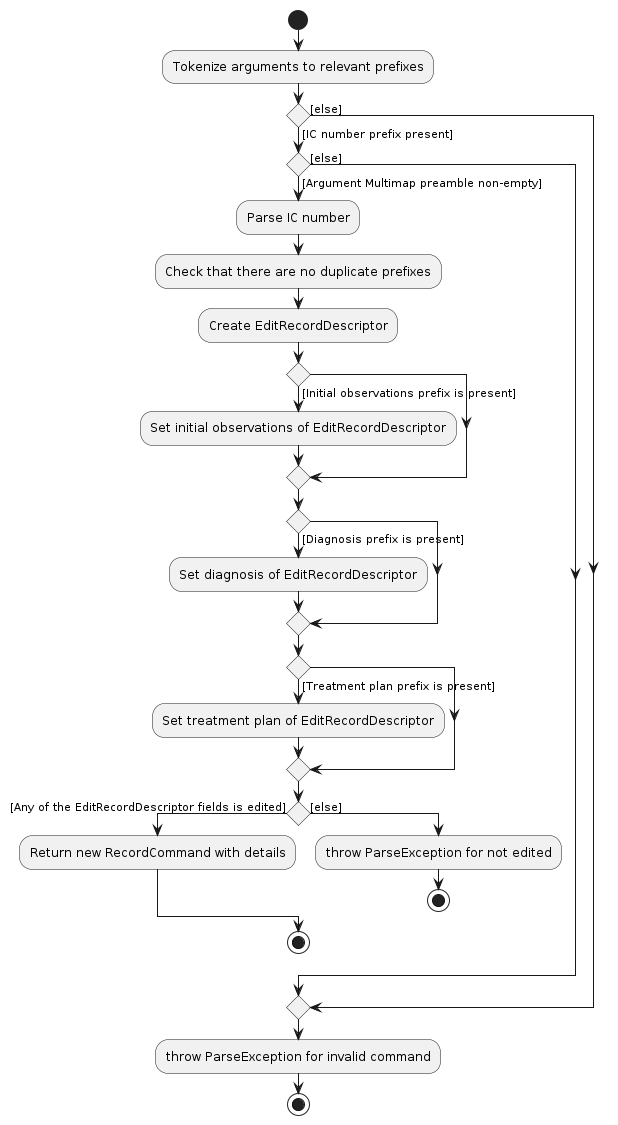 Tokenize arguments to relevant prefixes
[else]
[IC number prefix present]
[else]
[Argument Multimap preamble non-empty]
Parse IC number
Check that there are no duplicate prefixes
Create EditRecordDescriptor
[Initial observations prefix is present]
Set initial observations of EditRecordDescriptor
[Diagnosis prefix is present]
Set diagnosis of EditRecordDescriptor
[Treatment plan prefix is present]
Set treatment plan of EditRecordDescriptor
[Any of the EditRecordDescriptor fields is edited]
[else]
Return new RecordCommand with details
throw ParseException for not edited
throw ParseException for invalid command